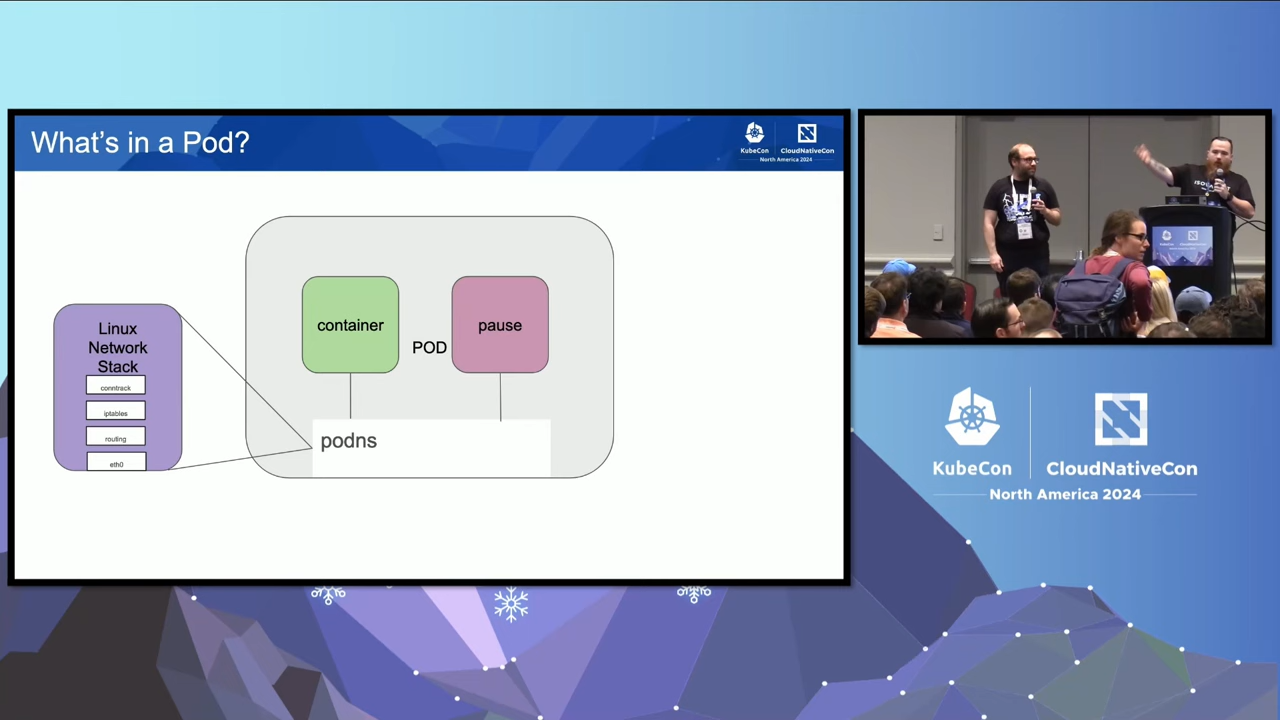 What's in a Pod?
KubeCon
CloudNativeCon
North America 2024
Linux
Network
Stack
conntrack
iptables
routing
eth0
container
POD
pause
podns
KubeCon
CloudNativeCon
North America 2024